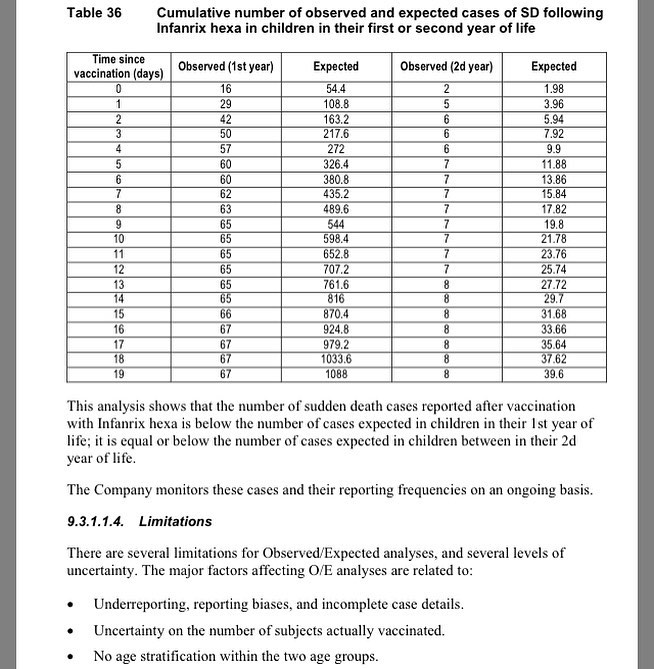 Table 36 Cumulative number of observed and expected cases of SD following
Infanrix hexa in children in their first or second year of life
Time since
vaccination (days) Observed (1st year) Expected Observed (2d year) Expected
0 16 54.4 2 1.98
1 29 108.8 5 3.96
2 42 163.2 6 5.94
3 50 217.6 6 7.92
4 57 272 6 9.9
5 60 326.4 7 11.88
6 60 380.8 7 13.86
7 62 435.2 7 15.84
8 63 489.6 7 17.82
9 65 544 7 19.8
10 65 598.4 7 21.78
11 65 652.8 7 23.76
12 65 707.2 7 25.74
13 65 761.6 8 27.72
14 65 816 8 29.7
15 66 870.4 8 31.68
16 67 924.8 8 33.66
17 67 979.2 8 35.64
18 67 1033.6 8 37.62
19 67 1088 8 39.6
This analysis shows that the number of sudden death cases reported after vaccination
with Infanrix hexa is below the number of cases expected in children in their 1st year of
life; it is equal or below the number of cases expected in children between in their 2d
year of life.
The Company monitors these cases and their reporting frequencies on an ongoing basis.
9.3.1.1.4. Limitations
There are several limitations for Observed/Expected analyses, and several levels of
uncertainty. The major factors affecting O/E analyses are related to:
• Underreporting, reporting biases, and incomplete case details.
• Uncertainty on the number of subjects actually vaccinated.
• No age stratification within the two age groups.